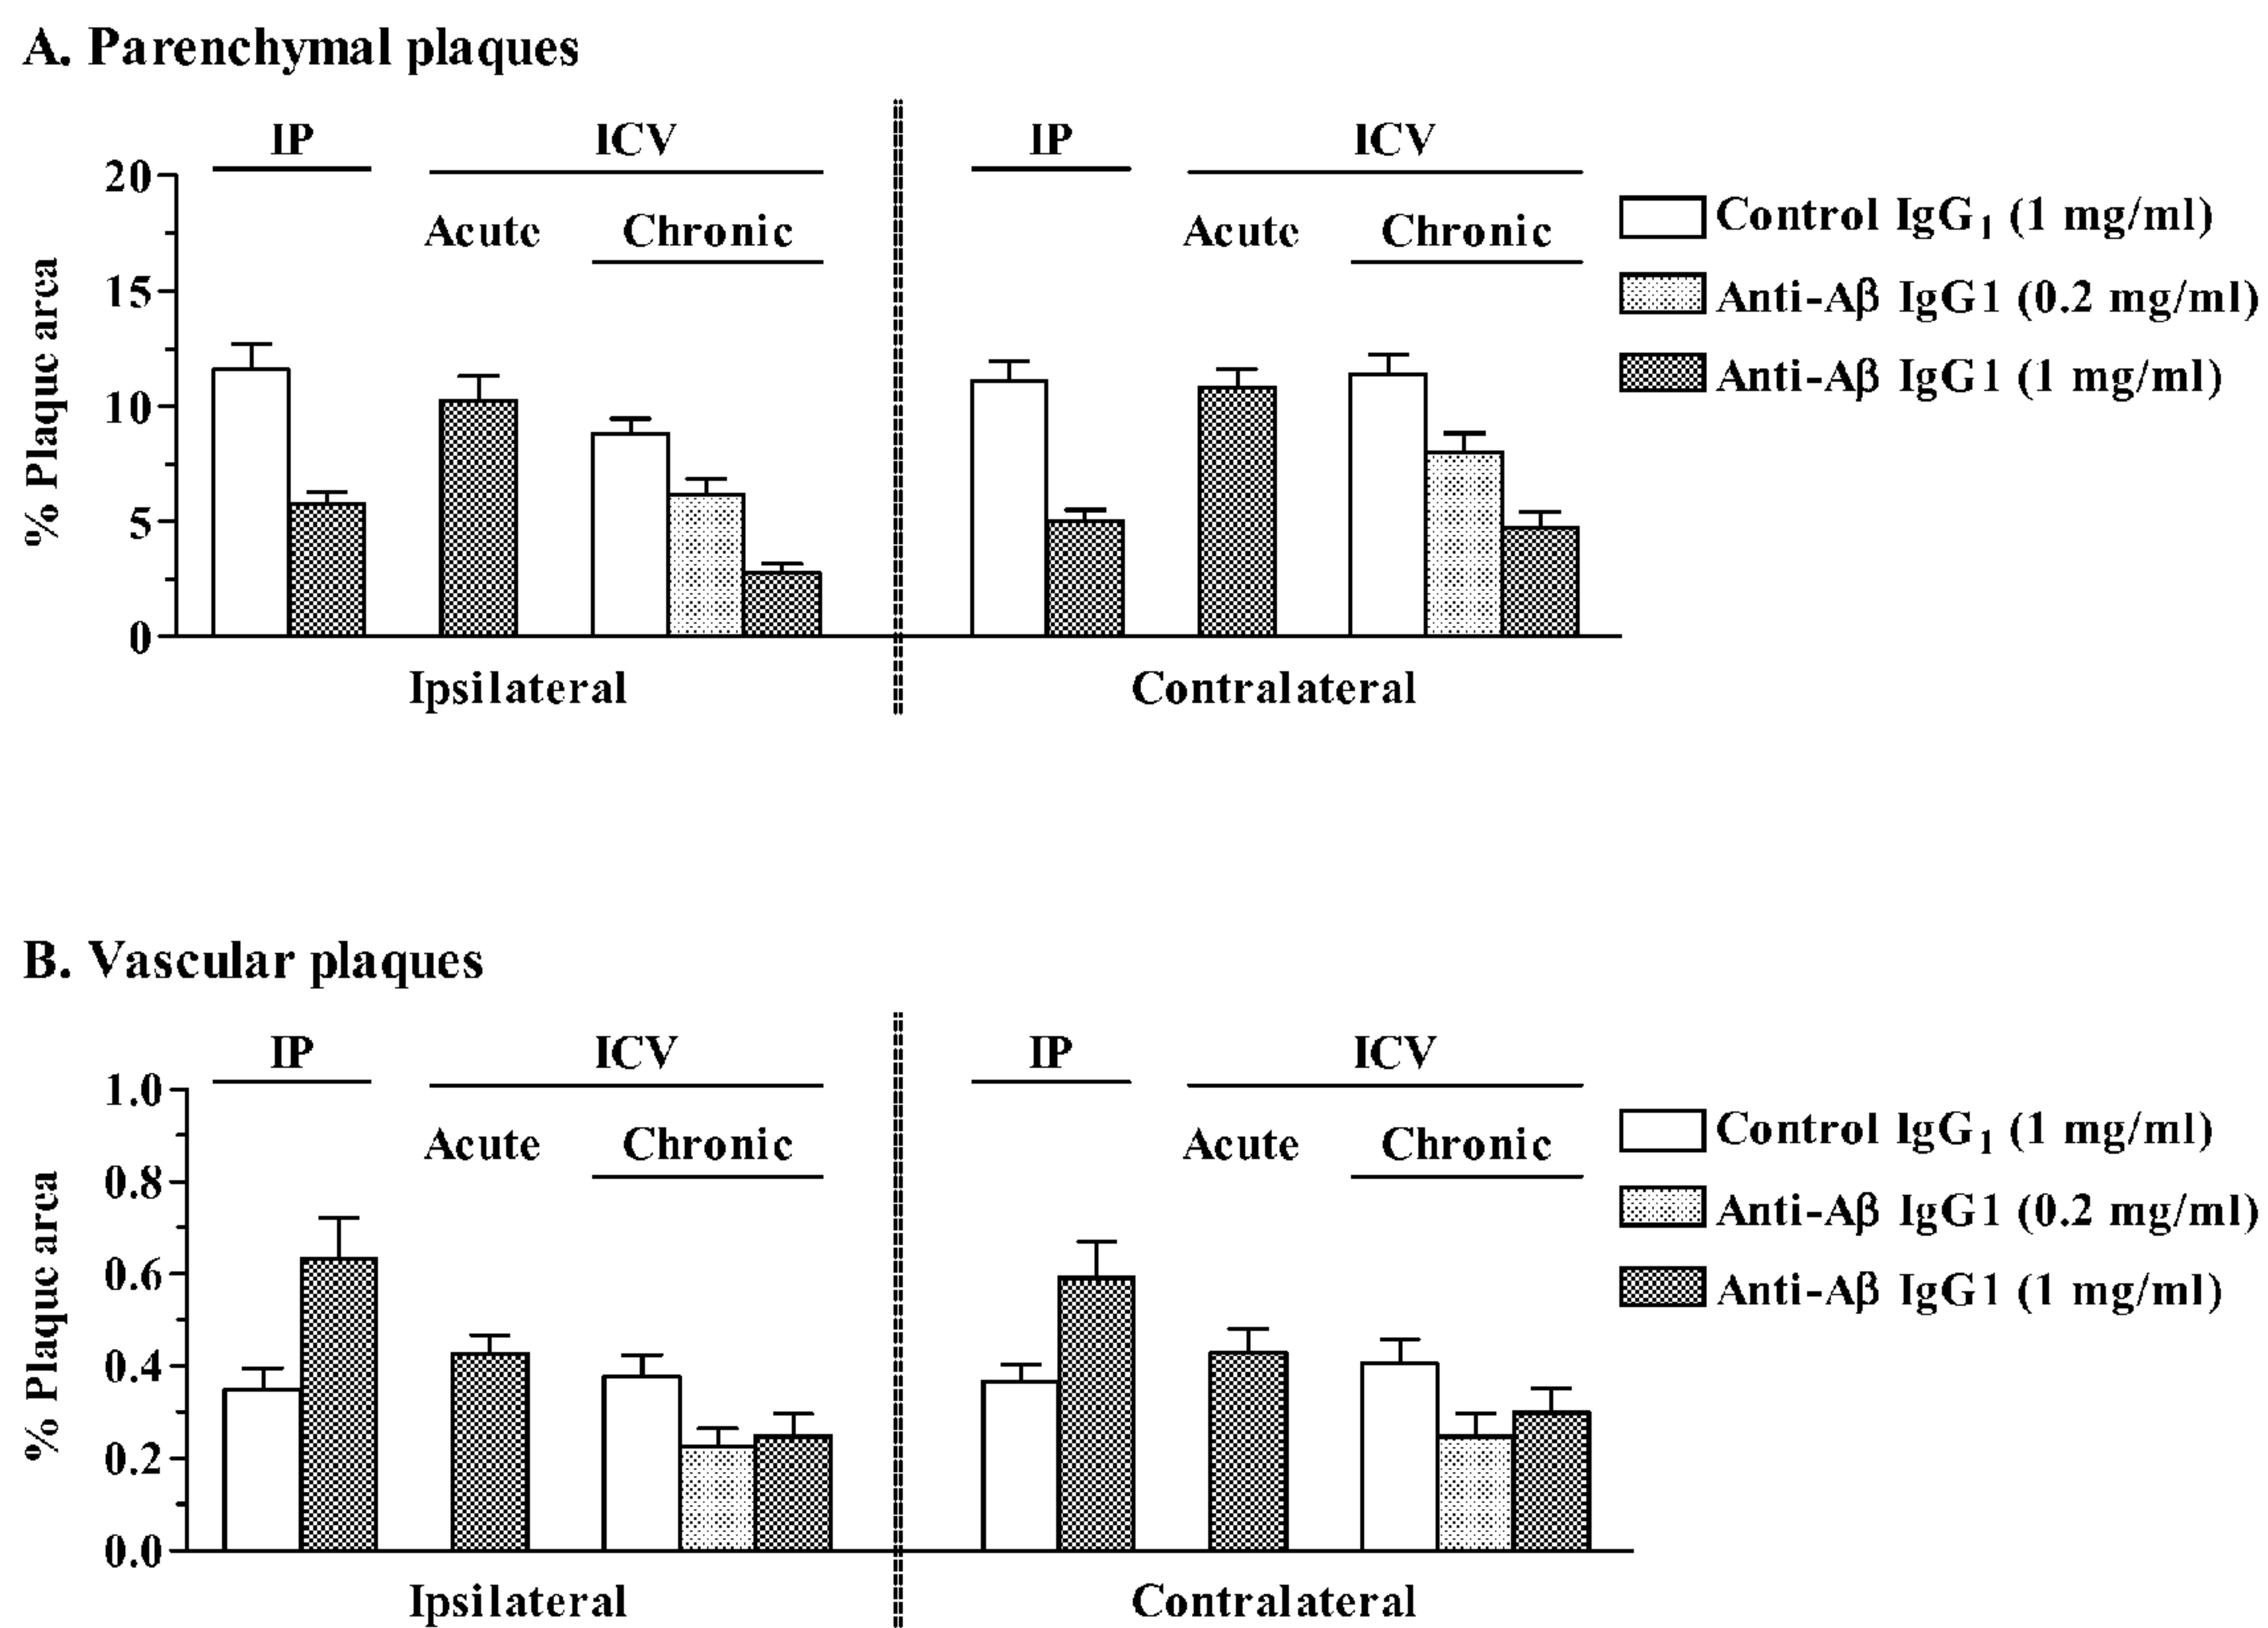 A. Parenchymal plaques
IP ICV IP ICV
Acute Chronic Acute Chronic
20
15
10
5
0
% Plaque area
Control IgG1 (1 mg/ml)
Anti-Aβ IgG1 (0.2 mg/ml)
Anti-Aβ IgG1 (1 mg/ml)
Ipsilateral Contralateral
B. Vascular plaques
IP ICV IP ICV
Acute Chronic Acute Chronic
1.0
0.8
0.6
0.4
0.2
0.0
% Plaque area
Control IgG1 (1 mg/ml)
Anti-Aβ IgG1 (0.2 mg/ml)
Anti-Aβ IgG1 (1 mg/ml)
Ipsilateral Contralateral